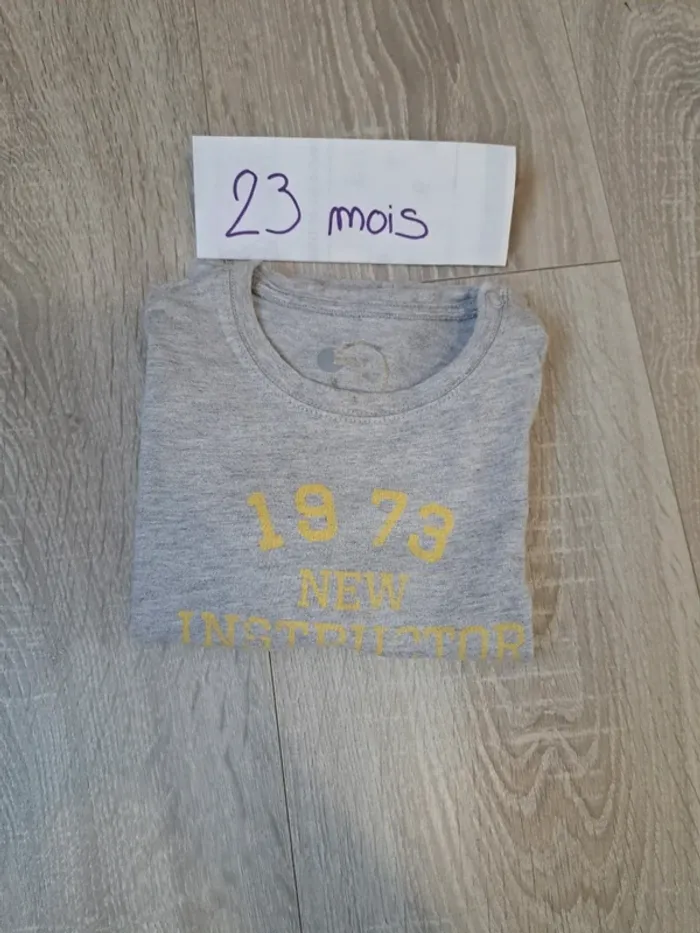 23 mois
1973
NEW
INSTRUCTOR